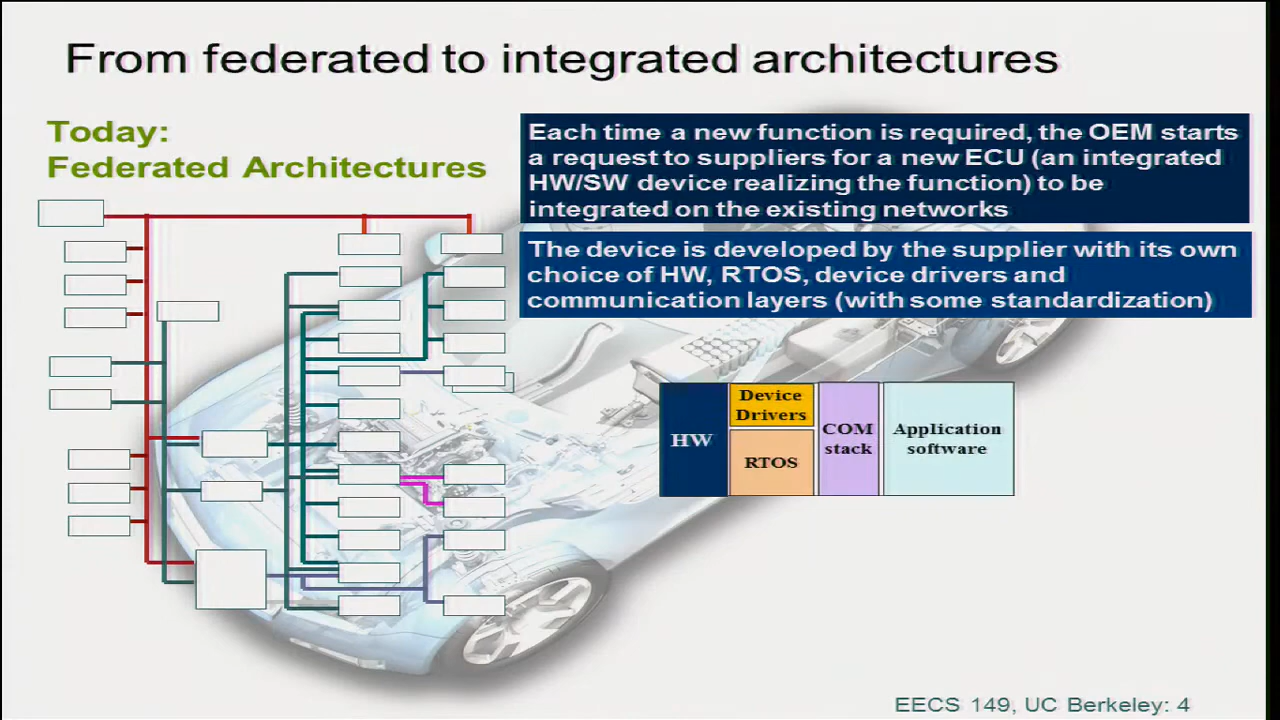 From federated to integrated architectures
Today:
Federated Architectures
Each time a new function is required, the OEM starts
a request to suppliers for a new ECU (an integrated
HW/SW device realizing the function) to be
integrated on the existing networks
The device is developed by the supplier with its own
choice of HW, RTOS, device drivers and
communication layers (with some standardization)
HW
Device
Drivers
RTOS
COM
stack
Application
software
EECS 149, UC Berkeley: 4